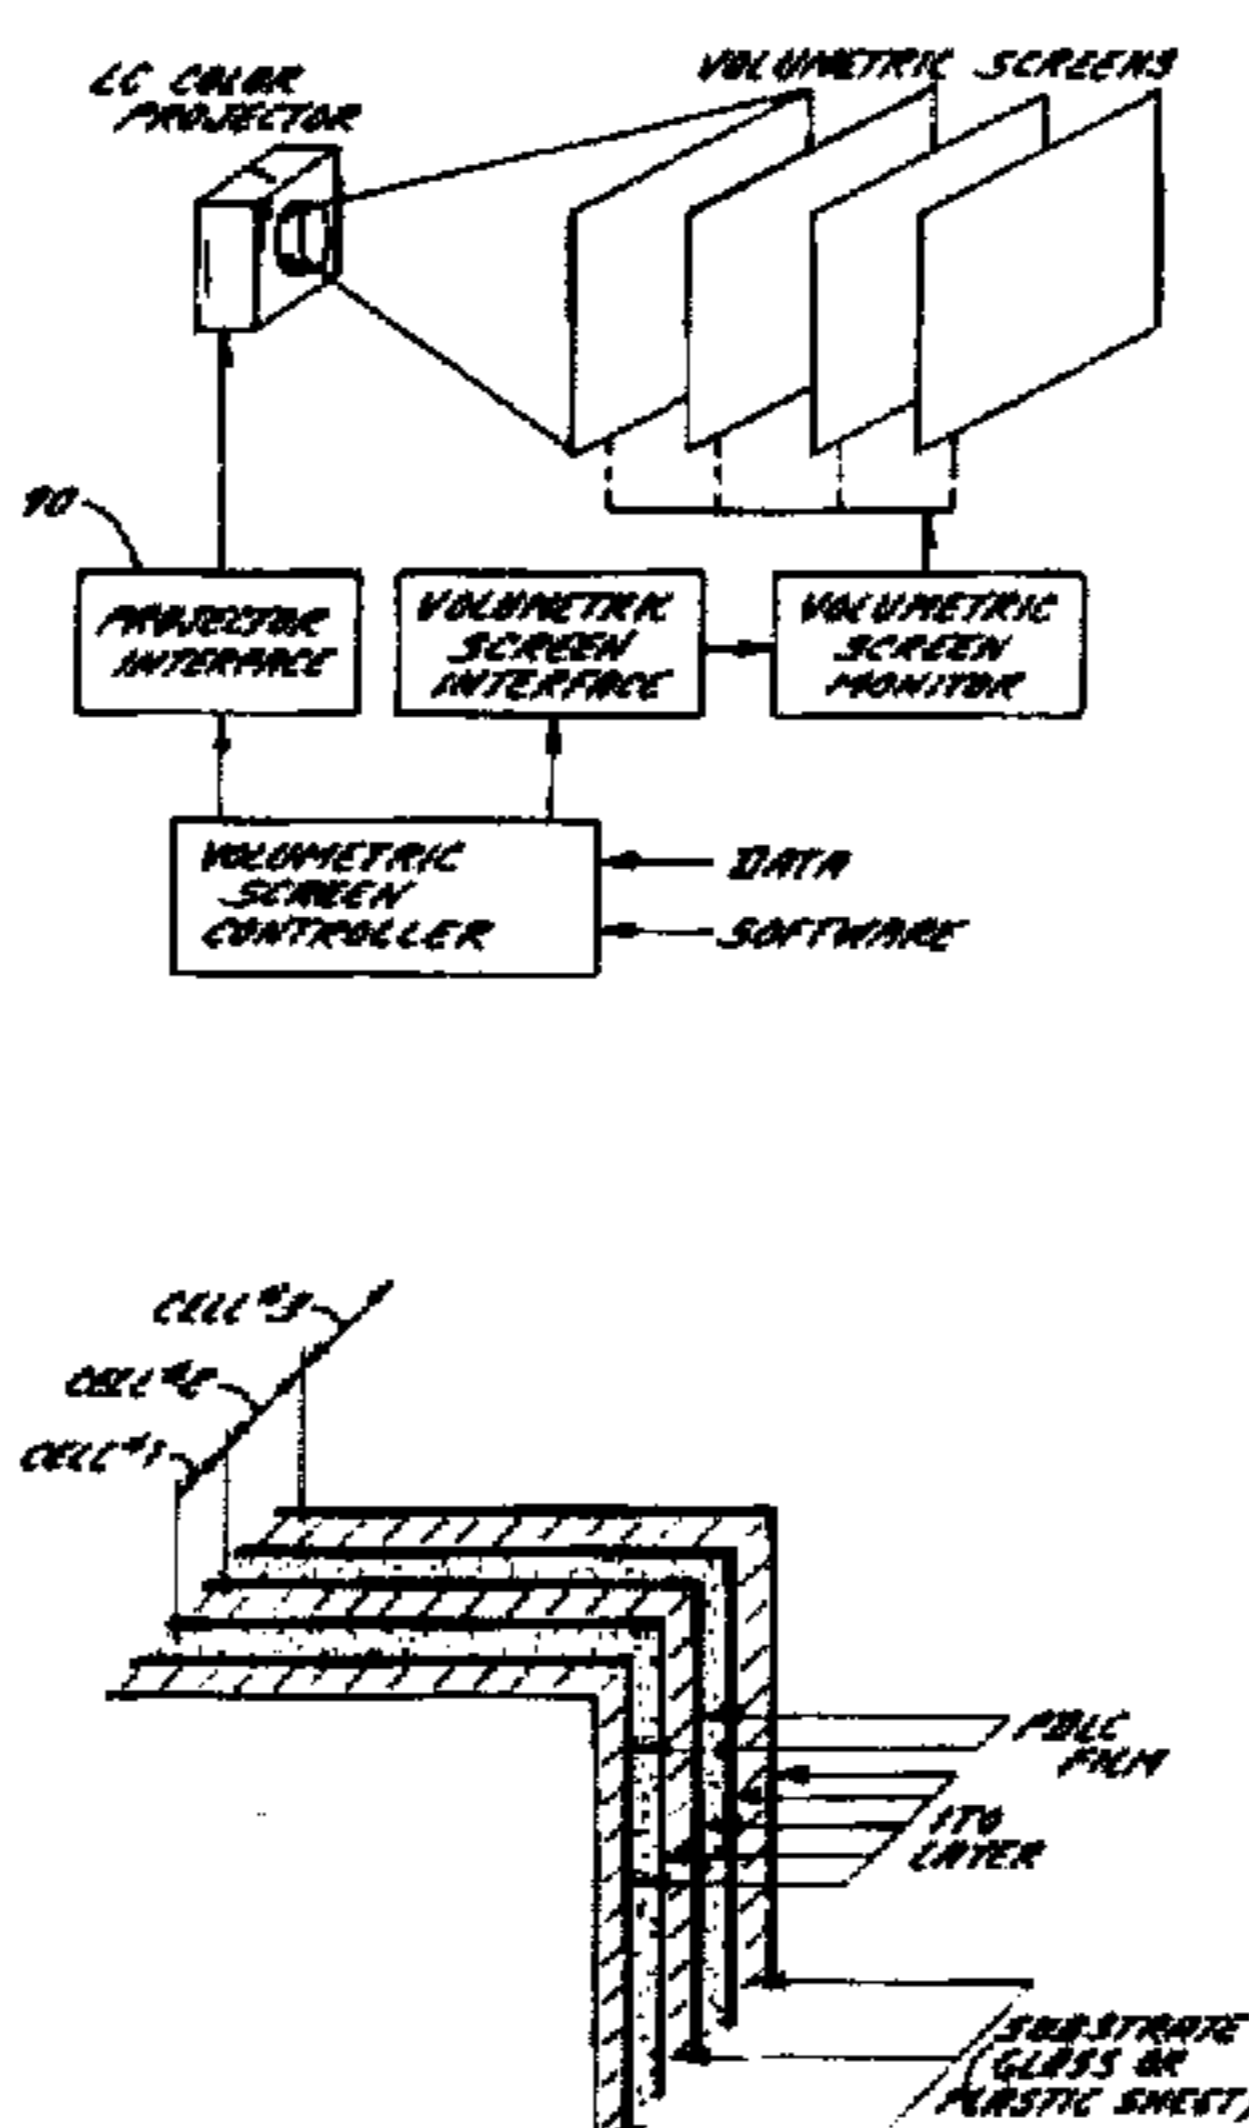 LC COLOR
PROJECTOR
VOLUMETRIC SCREENS
90
PROJECTOR
INTERFACE
VOLUMETRIC
SCREEN
INTERFACE
VOLUMETRIC
SCREEN
MONITOR
VOLUMETRIC
SCREEN
CONTROLLER
DATA
SOFTWARE
CELL #3
CELL #2
CELL #1
PDLC
FILM
ITO
LAYER
SUBSTRATE
(GLASS OR
PLASTIC SHEET)